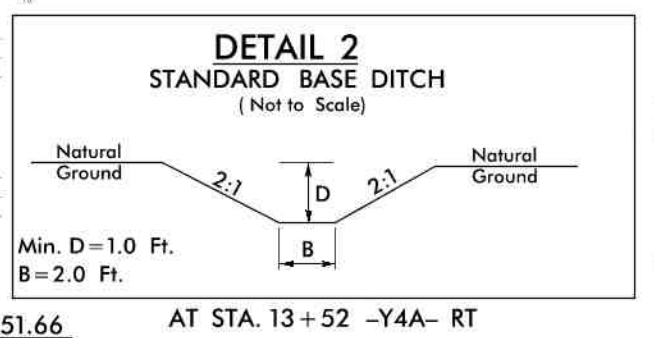 DETAIL 2
STANDARD BASE DITCH
( Not to Scale)
Natural
Ground
2:1
D
2:1
Natural
Ground
Min. D=1.0 Ft.
B
B=2.0 Ft.
51.66
AT STA. 13+52 -Y4A- RT